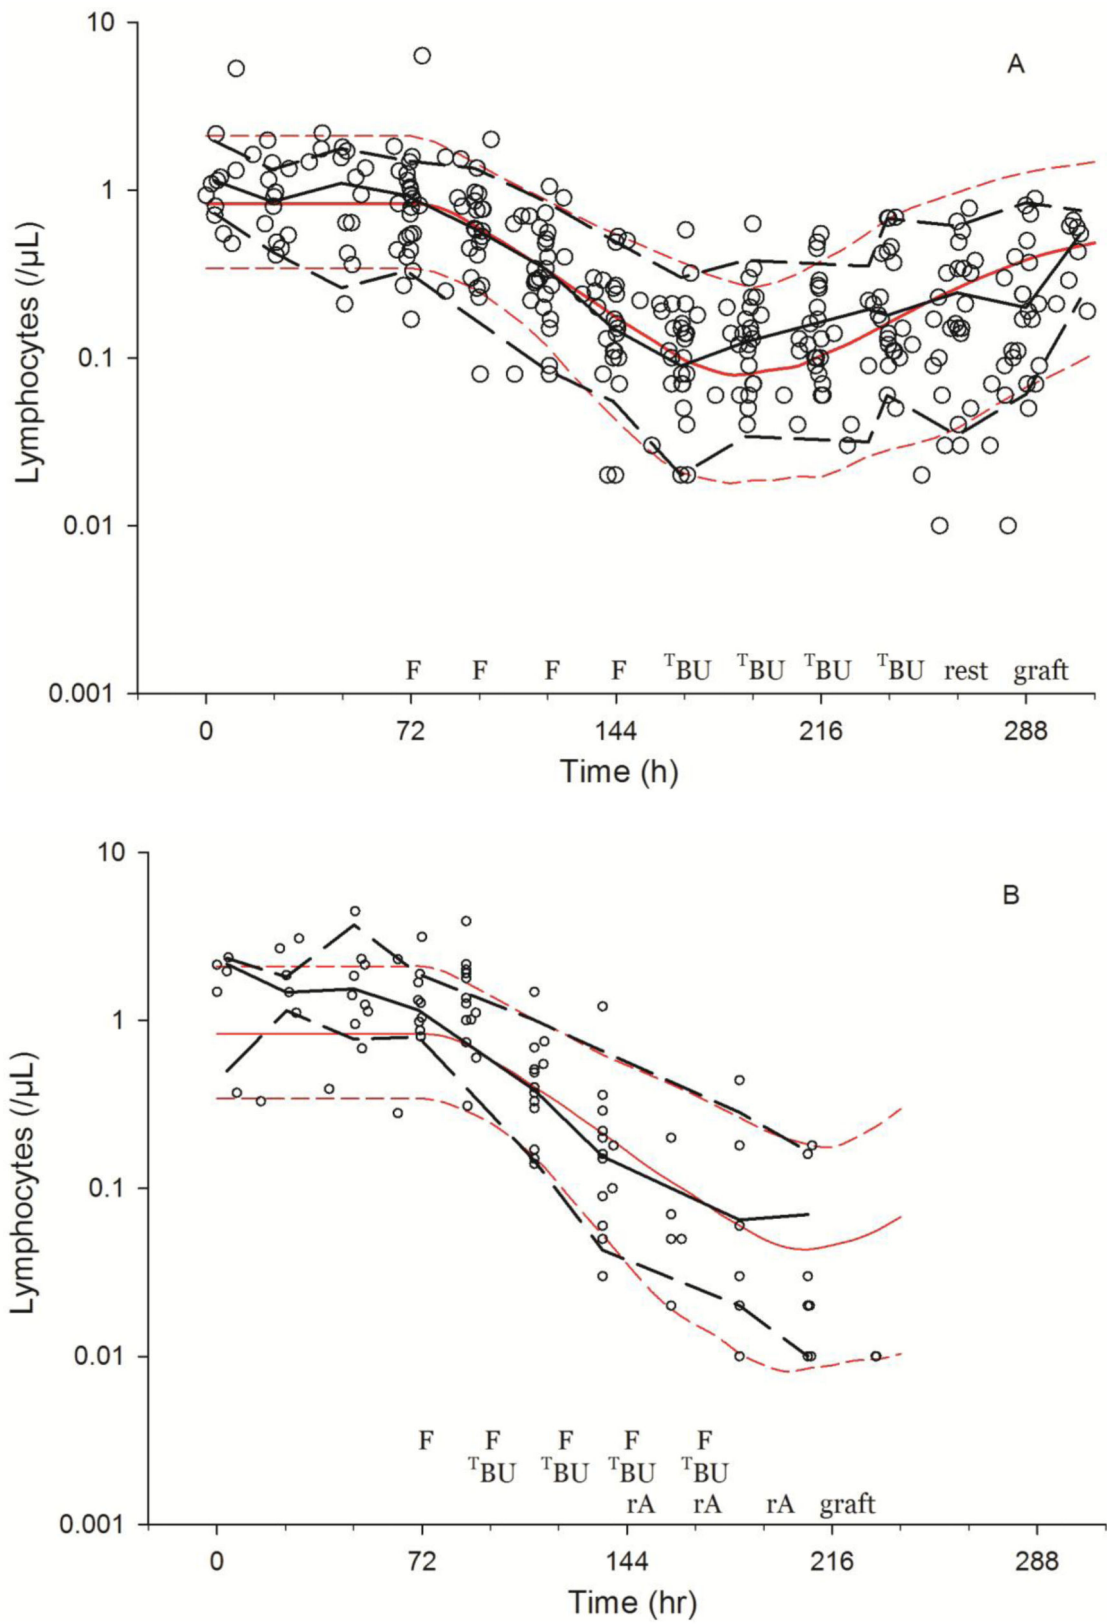 10
A
1
0.1
0.01
0.001
Lymphocytes (/µL)
F F F F TBU TBU TBU TBU rest graft
0 72 144 216 288
Time (h)
10
B
1
0.1
0.01
0.001
Lymphocytes (/µL)
F F F F F
TBU TBU TBU TBU
rA rA rA graft
0 72 144 216 288
Time (hr)